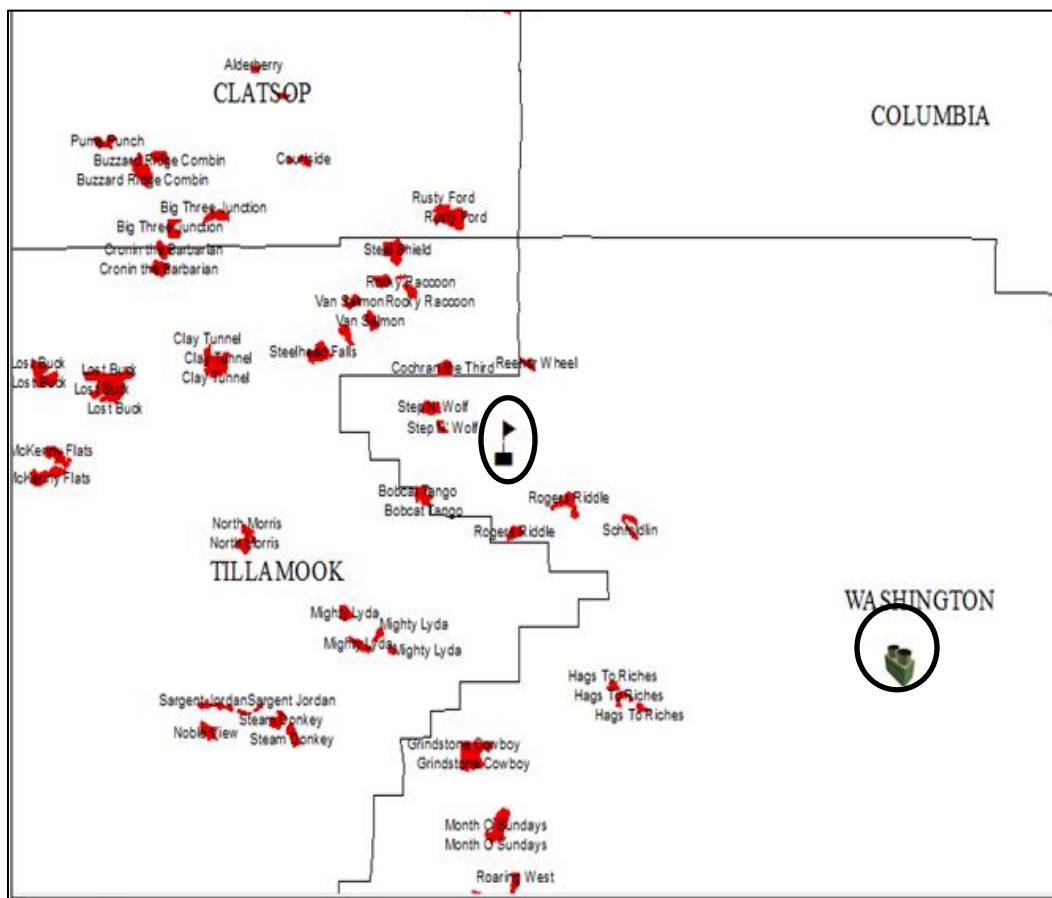 Alderberry
CLATSOP
COLUMBIA
Puma Punch
Buzzard Ridge Combin
Buzzard Ridge Combin
Courtside
Rusty Ford
Rusty Ford
Big Three Junction
Big Three Junction
Cronin the Barbarian
Cronin the Barbarian
Steel Shield
Rocky Raccoon
Van Salmon
Rocky Raccoon
Van Salmon
Clay Tunnel
Clay Tunnel
Clay Tunnel
Steelhead Falls
Lost Buck
Lost Buck
Lost Buck
Lost Buck
Lost Buck
Cochran the Third
Reeher Wheel
Step N' Wolf
Step N' Wolf
McKenny Flats
McKenny Flats
Bobcat Tango
Bobcat Tango
Rogers Riddle
Rogers Riddle
Schmidlin
North Morris
North Morris
TILLAMOOK
WASHINGTON
Mighty Lyda
Mighty Lyda
Mighty Lyda
Mighty Lyda
Hags To Riches
Hags To Riches
Hags To Riches
Sargent Jordan
Sargent Jordan
Steam Donkey
Noble View
Steam Donkey
Grindstone Cowboy
Grindstone Cowboy
Month O' Sundays
Month O' Sundays
Roaring West